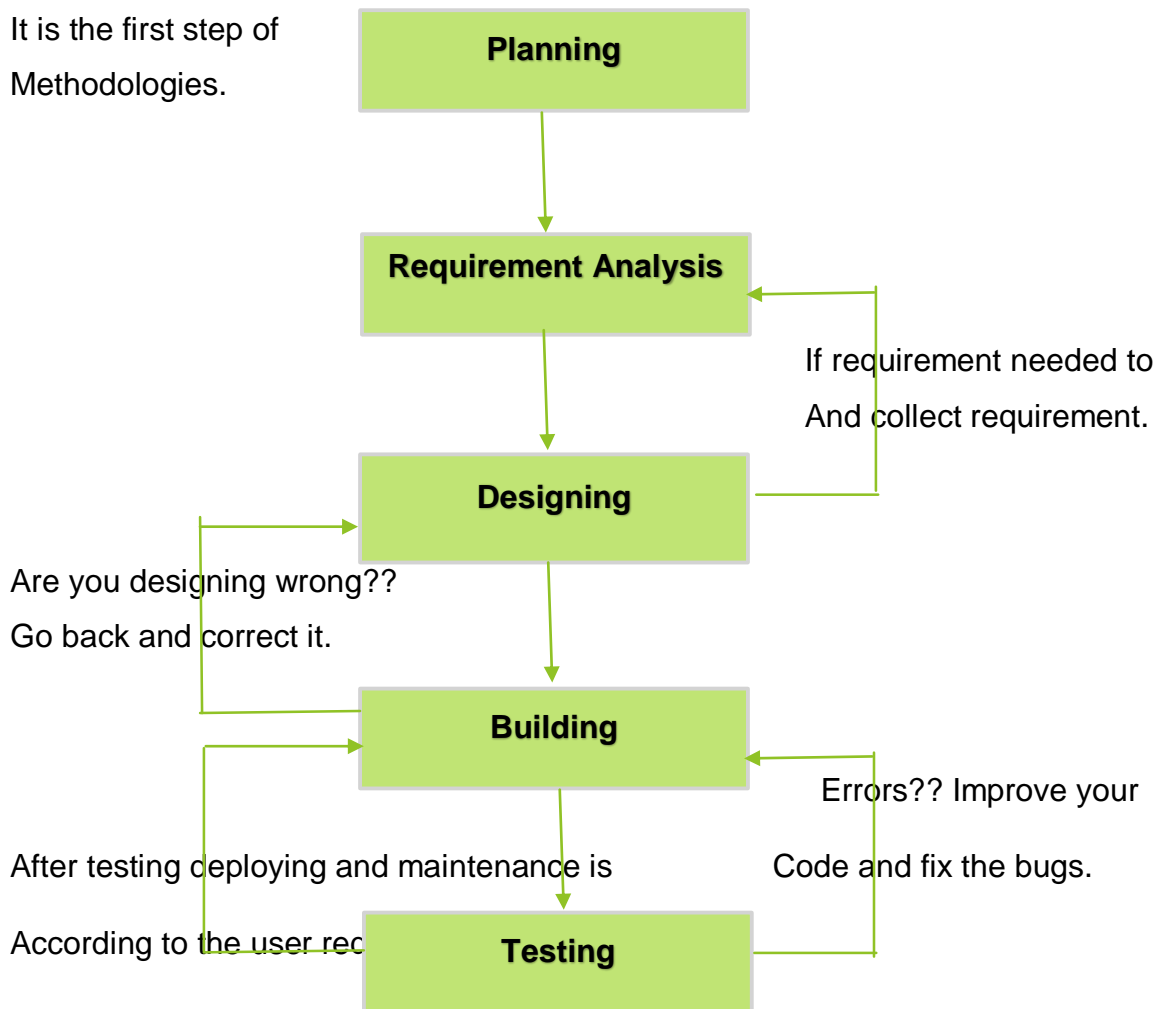 It is the first step of
Methodologies.
Planning
Requirement Analysis
If requirement needed to
And collect requirement.
Designing
Are you designing wrong??
Go back and correct it.
Building
Errors?? Improve your
After testing deploying and maintenance is
Code and fix the bugs.
According to the user
Testing